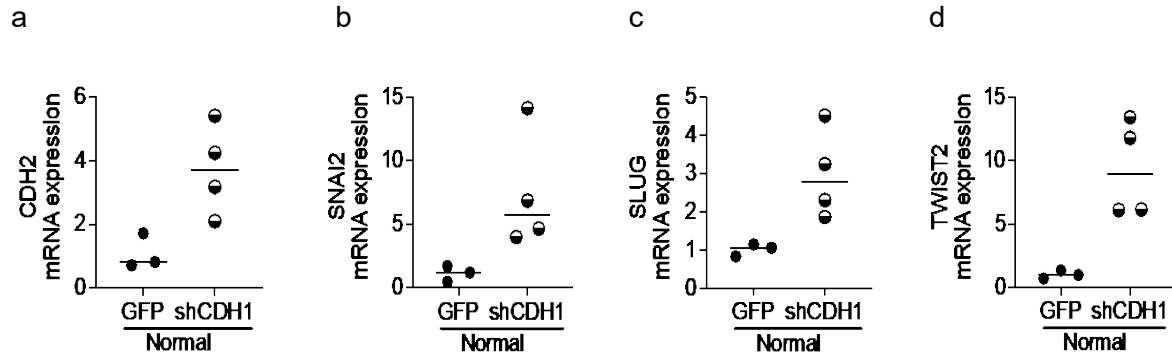 a
b
c
d
CDH2
mRNA expression
6
4
2
0
GFP shCDH1
Normal
SNAI2
mRNA expression
15
10
5
0
GFP shCDH1
Normal
SLUG
mRNA expression
5
4
3
2
1
0
GFP shCDH1
Normal
TWIST2
mRNA expression
15
10
5
0
GFP shCDH1
Normal